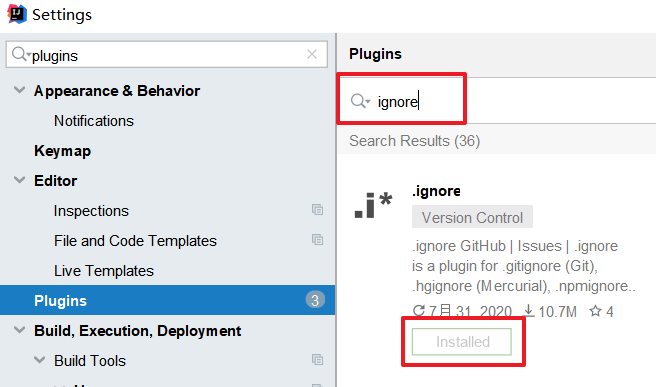 Settings
plugins
Appearance & Behavior
Notifications
Keymap
Editor
Inspections
File and Code Templates
Live Templates
Plugins 3
Build, Execution, Deployment
Build Tools
Plugins
ignore
Search Results (36)
.i*
.ignore
Version Control
.ignore GitHub | Issues | .ignore
is a plugin for .gitignore (Git),
.hgignore (Mercurial), .npmignore..
7月 31, 2020 10.7M 4
Installed